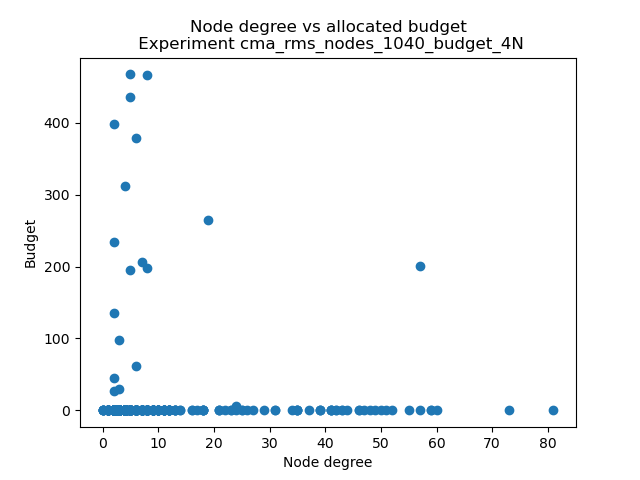 Node degree vs allocated budget
Experiment cma_rms_nodes_1040_budget_4N
Budget
400
300
200
100
0
0 10 20 30 40 50 60 70 80
Node degree